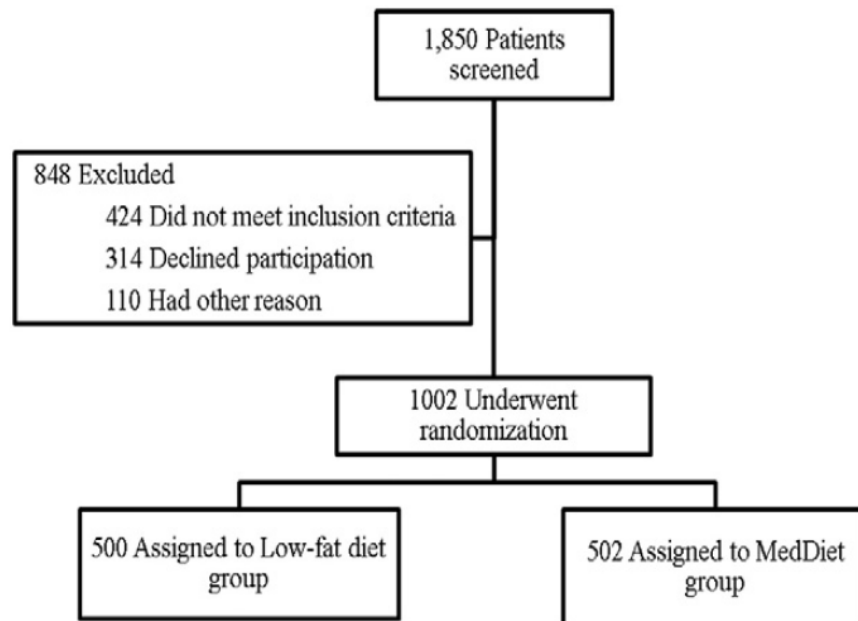 1,850 Patients
screened
848 Excluded
424 Did not meet inclusion criteria
314 Declined participation
110 Had other reason
1002 Underwent
randomization
500 Assigned to Low-fat diet
group
502 Assigned to MedDiet
group